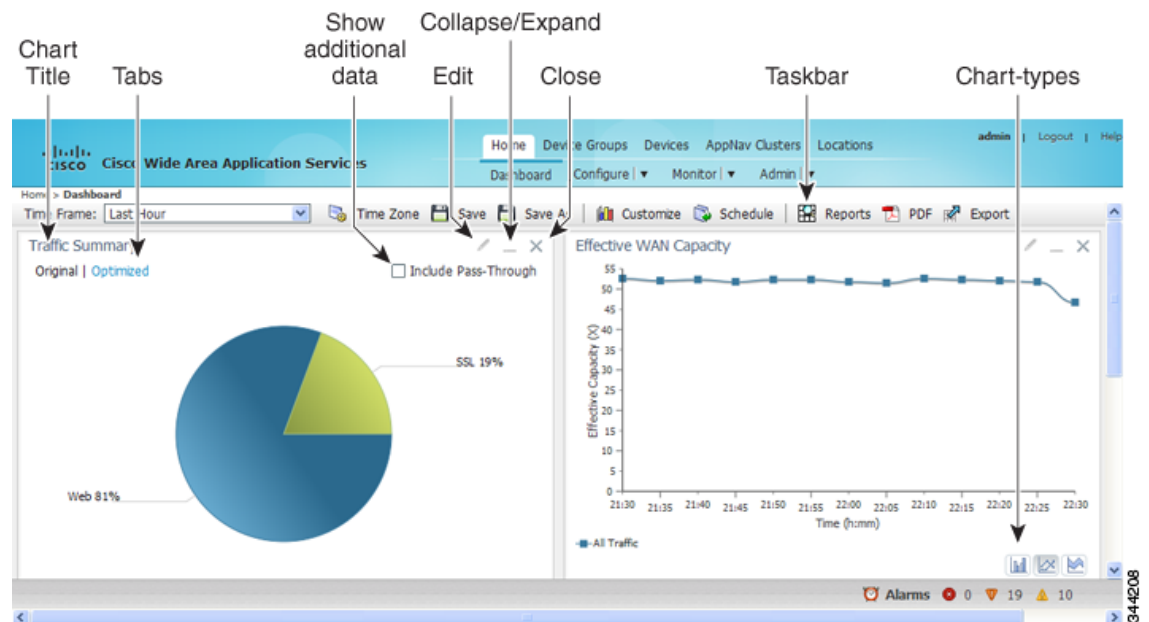 Chart Title
Tabs
Show additional data
Edit
Collapse/Expand
Close
Taskbar
Chart-types
CISCO
Cisco Wide Area Application Services
Home Device Groups Devices AppNav Clusters Locations
admin | Logout | Help
Dashboard Configure | Monitor | Admin |
Home > Dashboard
Time Frame: Last Hour Time Zone Save Save As | Customize Schedule | Reports PDF Export
Traffic Summary
Original | Optimized
Include Pass-Through
SSL 19%
Web 81%
Effective WAN Capacity
Effective Capacity (X)
55
50
40
35
25
20
10
5
0
21:30 21:35 21:40 21:45 21:50 21:55 22:00 22:05 22:10 22:15 22:20 22:25 22:30
Time (h:mm)
All Traffic
Alarms 0 19 10
344208